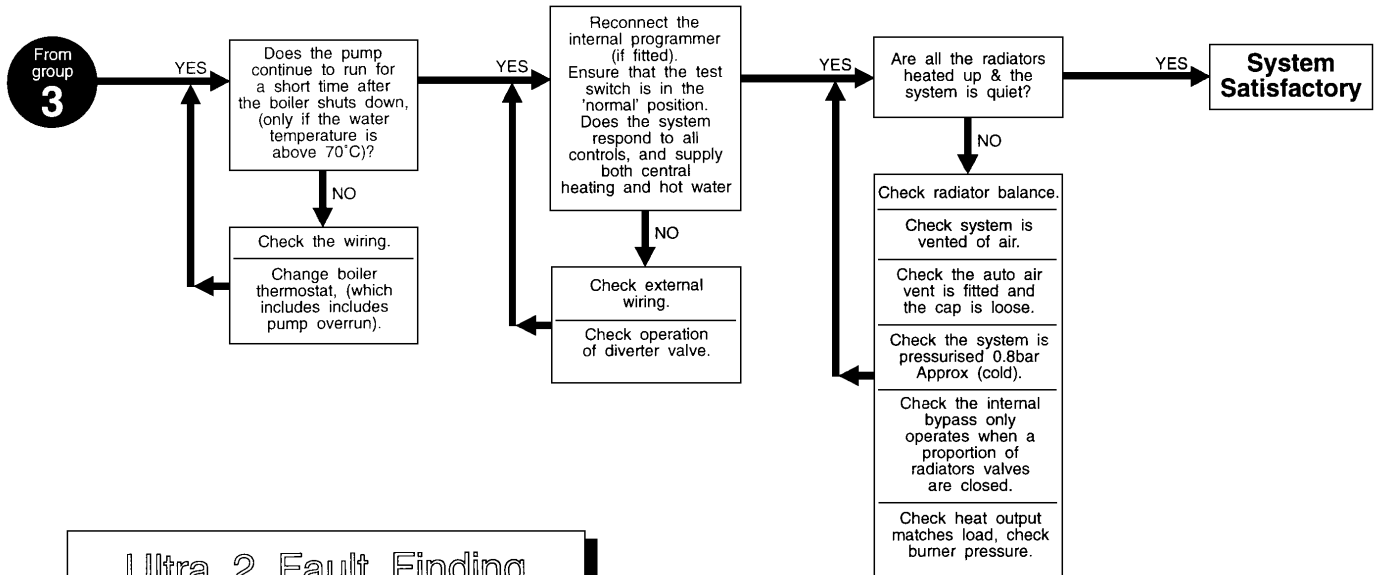 From
group
3
YES
Does the pump
continue to run for
a short time after
the boiler shuts down,
(only if the water
temperature is
above 70°C)?
NO
Check the wiring.
Change boiler
thermostat, (which
includes includes
pump overrun).
YES
Reconnect the
internal programmer
(if fitted).
Ensure that the test
switch is in the
'normal' position.
Does the system
respond to all
controls, and supply
both central
heating and hot water
NO
Check external
wiring.
Check operation
of diverter valve.
YES
Are all the radiators
heated up & the
system is quiet?
NO
Check radiator balance.
Check system is
vented of air.
Check the auto air
vent is fitted and
the cap is loose.
Check the system is
pressurised 0.8bar
Approx (cold).
Check the internal
bypass only
operates when a
proportion of
radiators valves
are closed.
Check heat output
matches load, check
burner pressure.
YES
System
Satisfactory
Ultra 2 Fault Finding